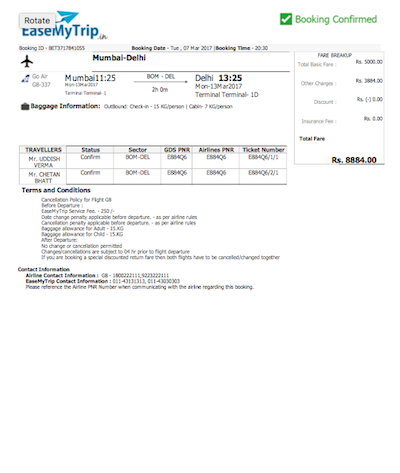 Rotate
EaseMyTrip
Booking Confirmed
Booking ID - BET3717841055 Booking Date - Tue , 07 Mar 2017 (Booking Time - 20:30
Mumbai-Delhi
Go Air
GB-337
Mumbai11:25
Mon-13Mar2017
Terminal Terminal- 1
BOM - DEL
2h 0m
Delhi 13:25
Mon-13Mar2017
Terminal Terminal- 1D
Baggage Information: Outbound: Check-in - 15 KG/person | Cabin- 7 KG/person
FARE BREAKUP
Total Basic Fare : Rs. 5000.00
Other Charges : Rs. 3884.00
Discount : Rs. (-) 0.00
Insurance Fee : Rs. 0.00
Total Fare
Rs. 8884.00
TRAVELLERS Status Sector GDS PNR Airlines PNR Ticket Number
Mr. UDDISH VERMA Confirm BOM-DEL E884Q6 E884Q6 E884Q6/1/1
Mr. CHETAN BHATT Confirm BOM-DEL E884Q6 E884Q6 E884Q6/2/1
Terms and Conditions
Cancellation Policy for Flight G8
Before Departure :
EaseMyTrip Service Fee. - 250 /-
Date change penalty applicable before departure. - as per airline rules
Cancellation penalty applicable before departure. - as per airline rules
Baggage allowance for Adult - 15.KG
Baggage allowance for Child - 15.KG
After Departure:
No change or cancellation permitted
Changes/cancellations are subject to 04 hr prior to flight departure
If you are booking a special discounted return fare then both flights have to be cancelled/changed together
Contact Information
Airline Contact Information : G8 - 1800222111,9223222111
EaseMyTrip Contact Information : 011-43131313, 011-43030303
Please reference the Airline PNR Number when communicating with the airline regarding this booking.